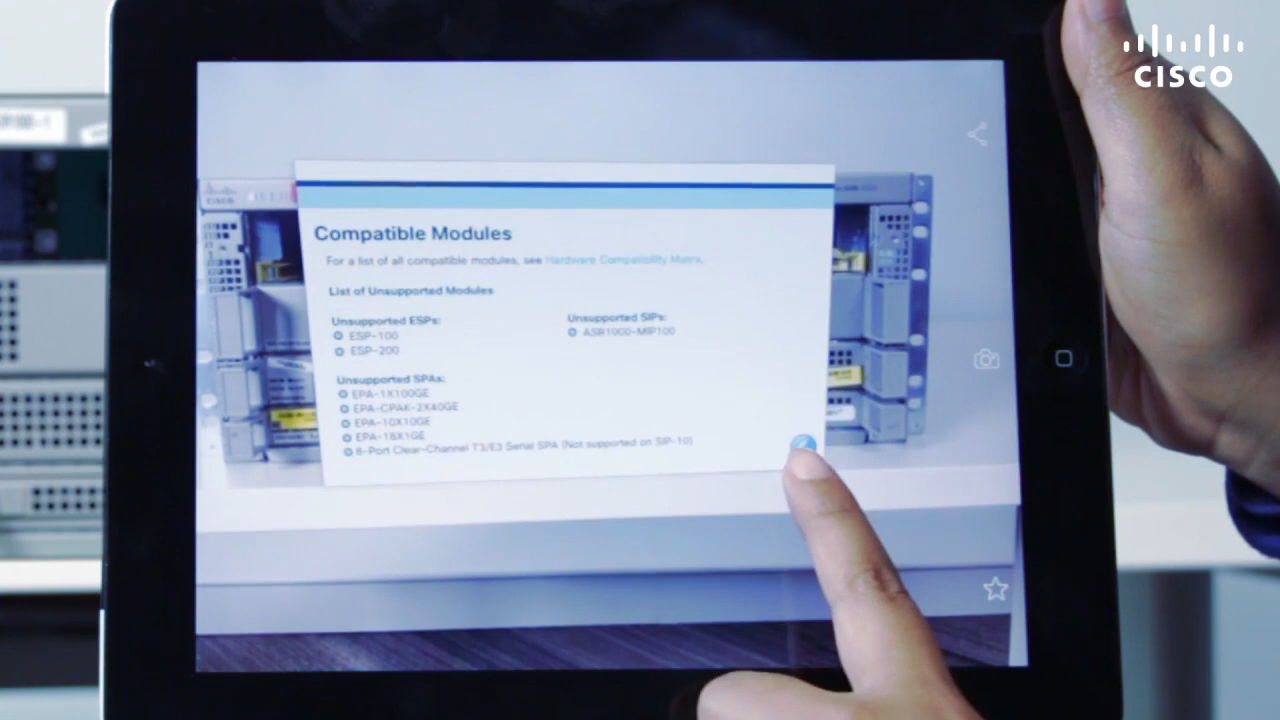 CISCO
CISCO
Compatible Modules
For a list of all compatible modules, see Hardware Compatibility Matrix.
List of Unsupported Modules
Unsupported ESPs:
ESP-100
ESP-200
Unsupported SIPs:
ASR1000-MIP100
Unsupported SPAs:
EPA-1X100GE
EPA-CPAK-2X40GE
EPA-10X10GE
EPA-18X1GE
8-Port Clear-Channel T3/E3 Serial SPA (Not supported on SIP-10)